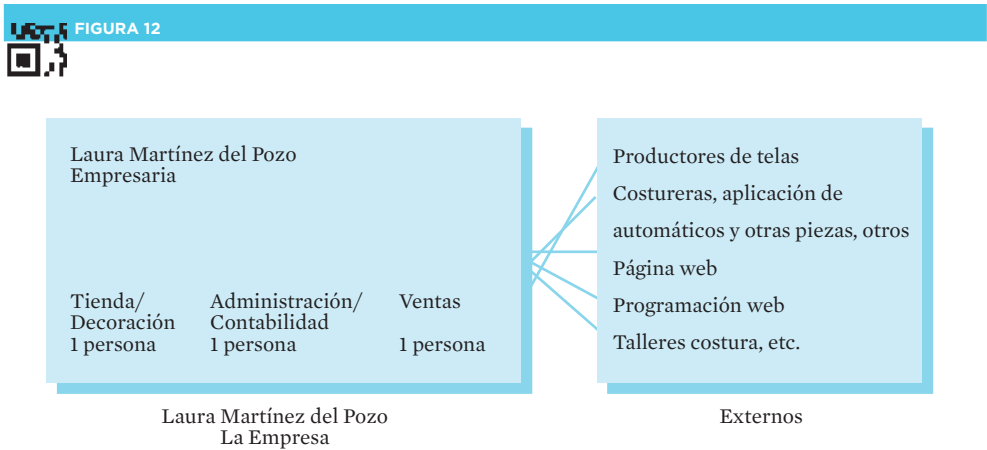 FIGURA 12
Laura Martínez del Pozo
Empresaria
Tienda/
Decoración
1 persona
Administración/
Contabilidad
1 persona
Ventas
1 persona
Laura Martínez del Pozo
La Empresa
Productores de telas
Costureras, aplicación de
automáticos y otras piezas, otros
Página web
Programación web
Talleres costura, etc.
Externos